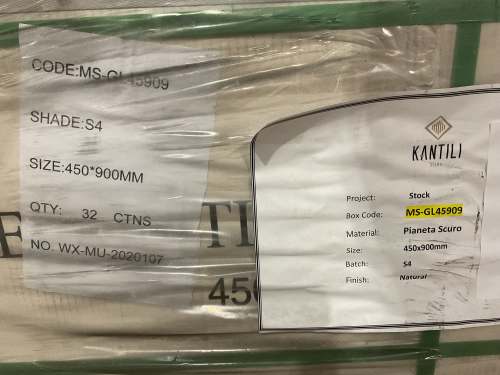 CODE:MS-GL45909
SHADE:S4
SIZE:450*900MM
QTY: 32 CTNS
NO. WX-MU-2020107
KANTILI
Project: Stock
Box Code: MS-GL45909
Material: Pianeta Scuro
Size: 450x900mm
Batch: S4
Finish: Natural